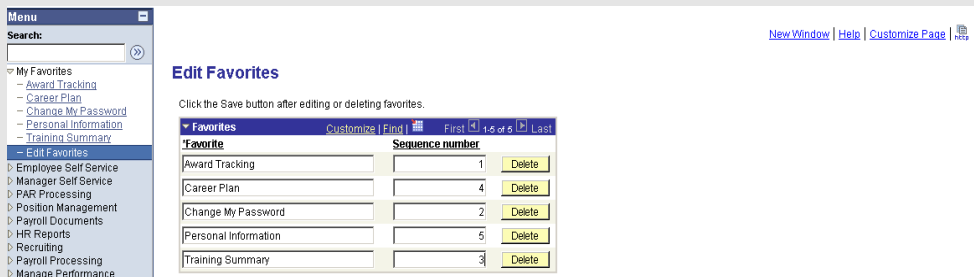 Menu
Search:
My Favorites
Award Tracking
Career Plan
Change My Password
Personal Information
Training Summary
Edit Favorites
Employee Self Service
Manager Self Service
PAR Processing
Position Management
Payroll Documents
HR Reports
Recruiting
Payroll Processing
Manage Performance
New Window | Help | Customize Page | http
Edit Favorites
Click the Save button after editing or deleting favorites.
Favorites Customize | Find | First 1-5 of 5 Last
*Favorite Sequence number
Award Tracking 1 Delete
Career Plan 4 Delete
Change My Password 2 Delete
Personal Information 5 Delete
Training Summary 3 Delete